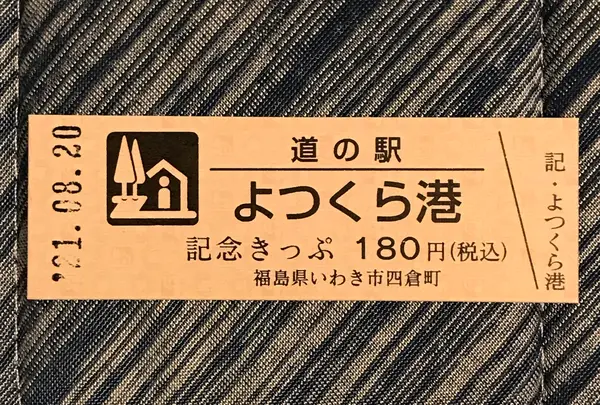 '21.08.20
道の駅
よつくら港
記念きっぷ 180円(税込)
福島県いわき市四倉町
記・よつくら港